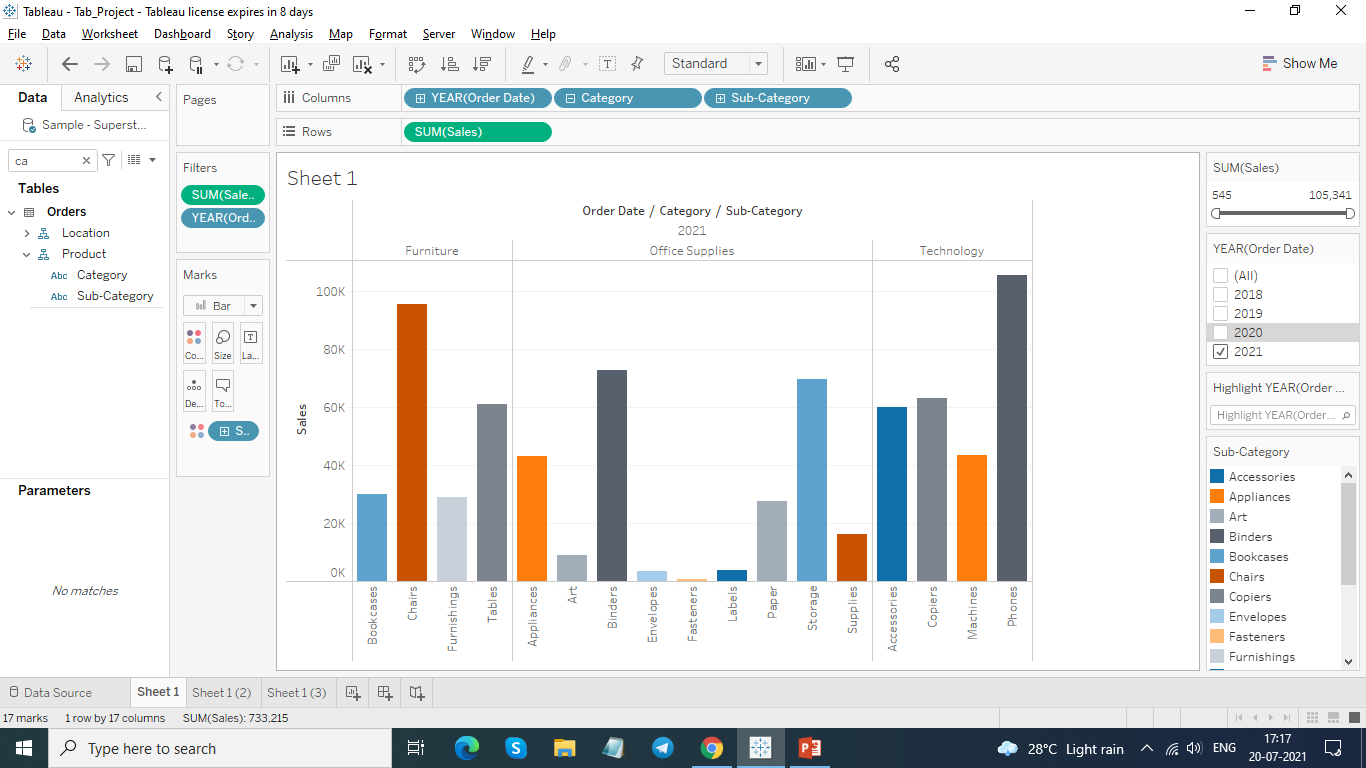 Tableau - Tab_Project - Tableau license expires in 8 days
File Data Worksheet Dashboard Story Analysis Map Format Server Window Help
Standard
Show Me
Data Analytics
Sample - Superst...
ca
Tables
Orders
Location
Product
Abc Category
Abc Sub-Category
Parameters
No matches
Pages
Filters
SUM(Sale..
YEAR(Ord..
Marks
Bar
Co... Size La...
De... To...
S..
Columns YEAR(Order Date) Category Sub-Category
Rows SUM(Sales)
Sheet 1
Order Date / Category / Sub-Category
2021
Furniture Office Supplies Technology
Sales
100K
80K
60K
40K
20K
0K
Bookcases Chairs Furnishings Tables Appliances Art Binders Envelopes Fasteners Labels Paper Storage Supplies Accessories Copiers Machines Phones
SUM(Sales)
545 105,341
YEAR(Order Date)
(All)
2018
2019
2020
2021
Highlight YEAR(Order ...
Highlight YEAR(Order...
Sub-Category
Accessories
Appliances
Art
Binders
Bookcases
Chairs
Copiers
Envelopes
Fasteners
Furnishings
Data Source Sheet 1 Sheet 1 (2) Sheet 1 (3)
17 marks 1 row by 17 columns SUM(Sales): 733,215
Type here to search
28°C Light rain ENG 17:17
20-07-2021